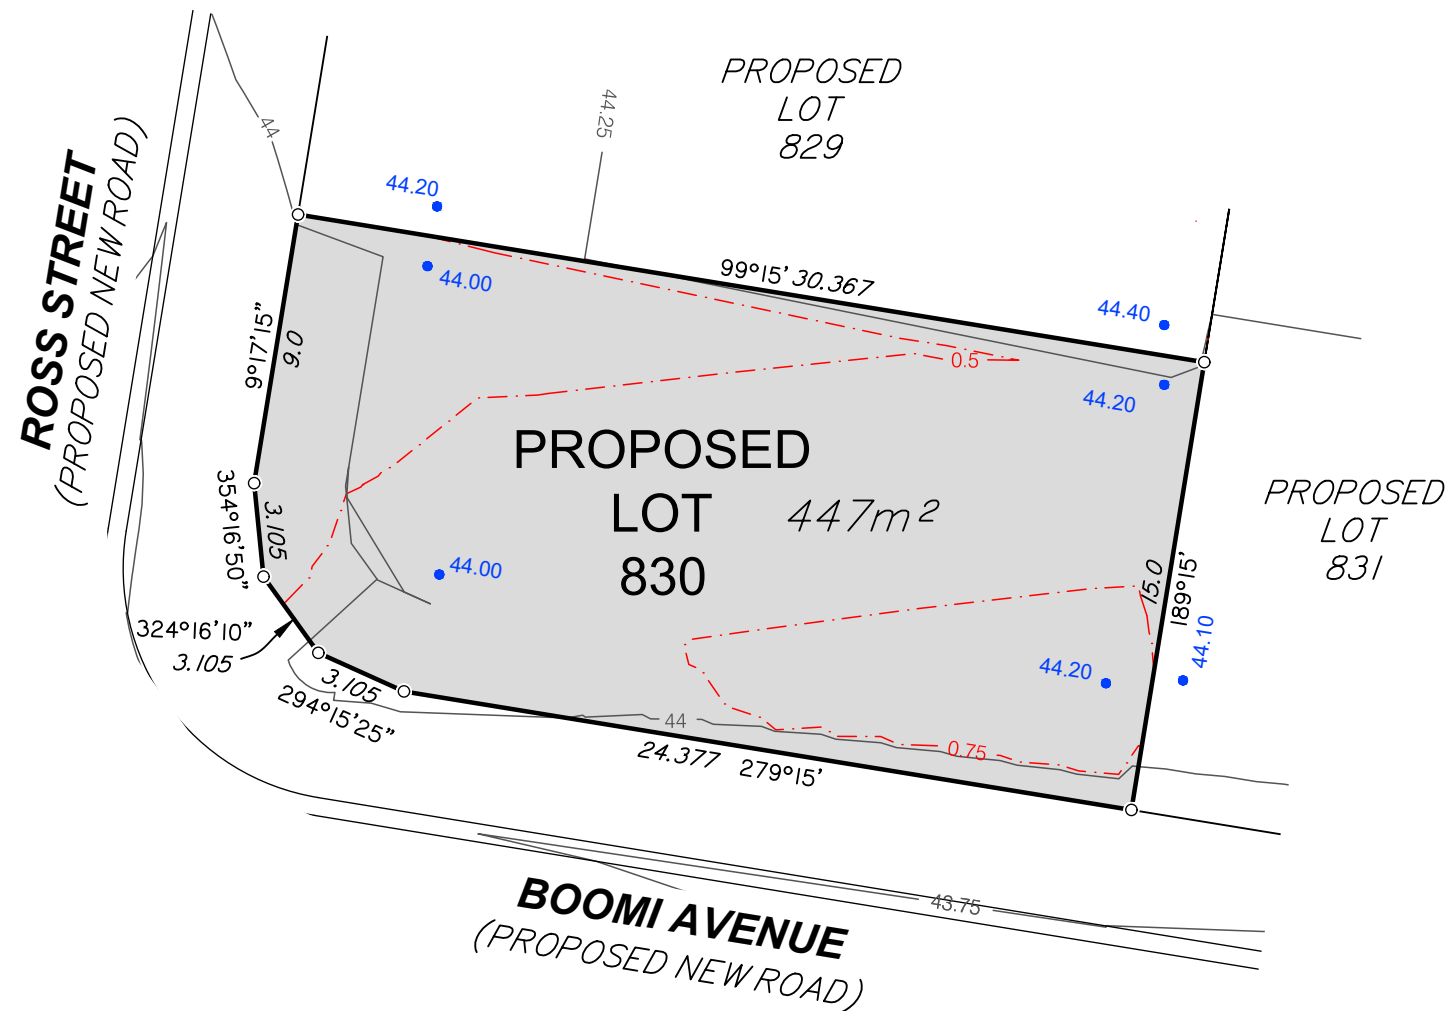 PROPOSED
LOT
829
44.25
44
ROSS STREET
(PROPOSED NEW ROAD)
44.20
44.00
99°15' 30.367
44.40
44.20
9°17'15"
9.0
0.5
PROPOSED
LOT
830
447m²
PROPOSED
LOT
831
354°16'50"
3.105
44.00
15.0
189°15'
324°16'10"
3.105
3.105
294°15'25"
44.20
44.10
44
0.75
24.377 279°15'
43.75
BOOMI AVENUE
(PROPOSED NEW ROAD)